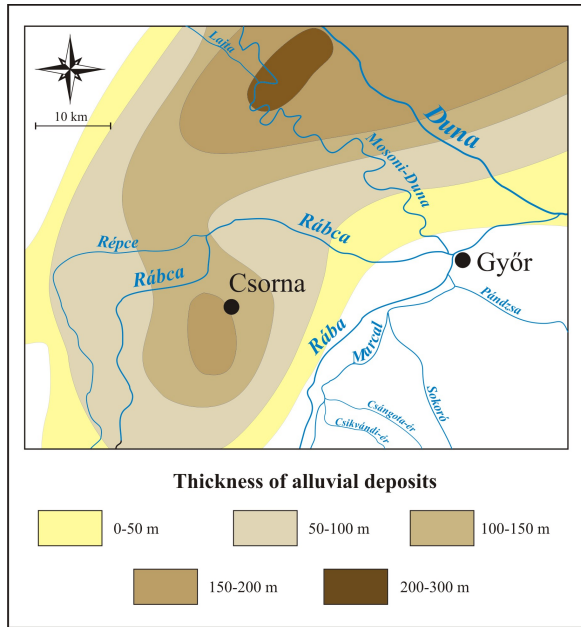 Lajta
10 km
Duna
Mosoni-Duna
Rábca
Répce
Rábca
Győr
Csorna
Pándzsa
Rába
Marcal
Sokoró
Csángota-ér
Csikvándi-ér
Thickness of alluvial deposits
0-50 m
50-100 m
100-150 m
150-200 m
200-300 m